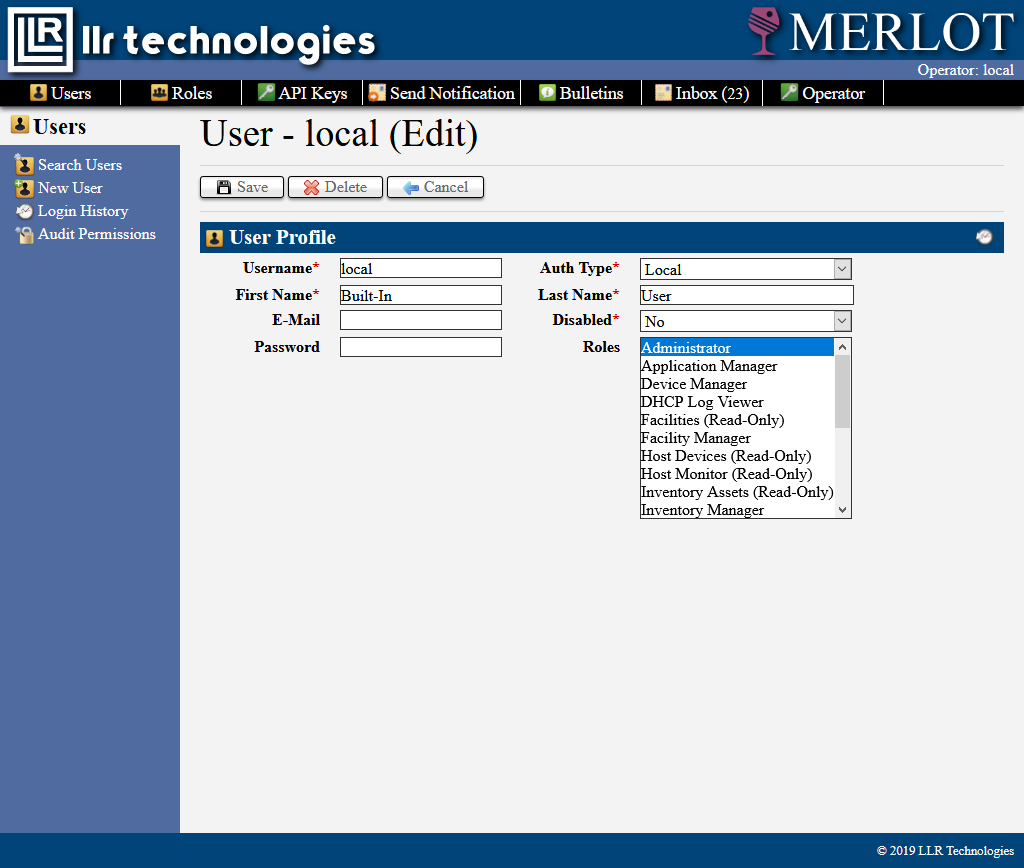 LLR llr technologies
MERLOT
Operator: local
Users Roles API Keys Send Notification Bulletins Inbox (23) Operator
Users
Search Users
New User
Login History
Audit Permissions
User - local (Edit)
Save Delete Cancel
User Profile
Username* local Auth Type* Local
First Name* Built-In Last Name* User
E-Mail Disabled* No
Password Roles
Administrator
Application Manager
Device Manager
DHCP Log Viewer
Facilities (Read-Only)
Facility Manager
Host Devices (Read-Only)
Host Monitor (Read-Only)
Inventory Assets (Read-Only)
Inventory Manager
© 2019 LLR Technologies